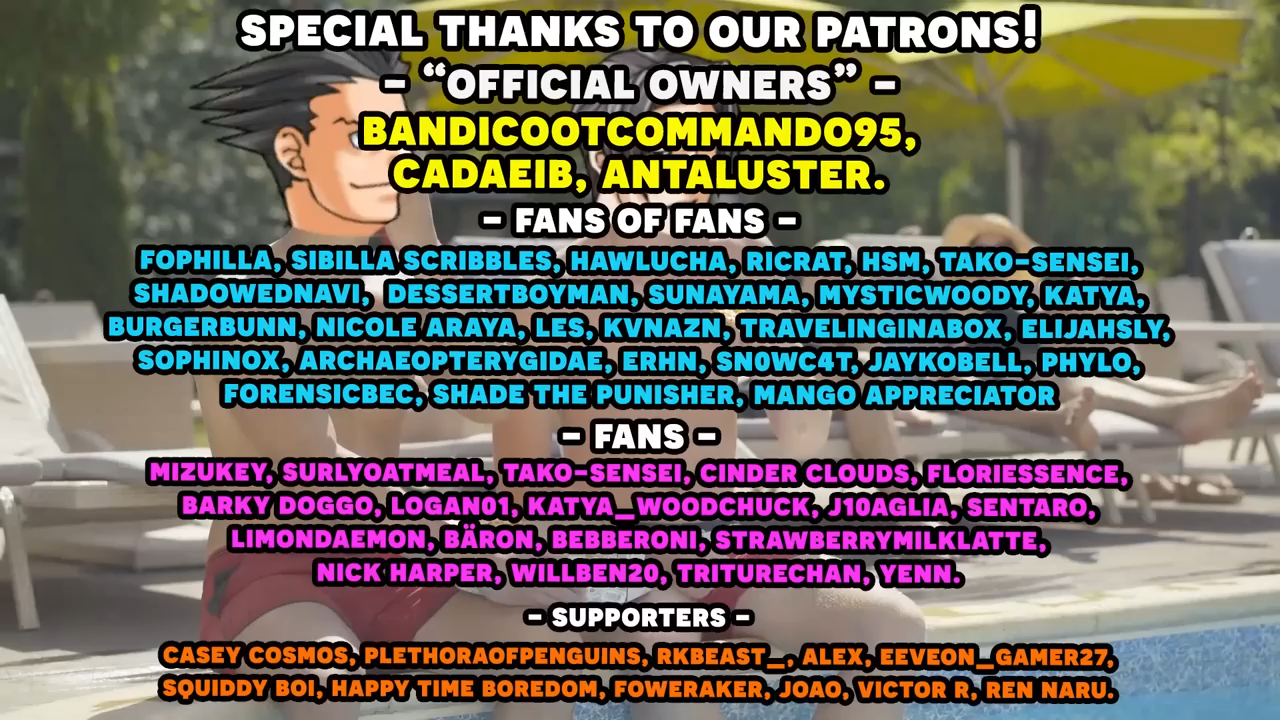 SPECIAL THANKS TO OUR PATRONS!
- “OFFICIAL OWNERS” -
BANDICOOTCOMMANDO95,
CADAEIB, ANTALUSTER.
- FANS OF FANS -
FOPHILLA, SIBILLA SCRIBBLES, HAWLUCHA, RICRAT, HSM, TAKO-SENSEI,
SHADOWEDNAVI, DESSERTBOYMAN, SUNAYAMA, MYSTICWOODY, KATYA,
BURGERBUNN, NICOLE ARAYA, LES, KVNAZN, TRAVELINGINABOX, ELIJAHSLY,
SOPHINOX, ARCHAEOPTERYGIDAE, ERHN, SN0WC4T, JAYKOBELL, PHYLO,
FORENSICBEC, SHADE THE PUNISHER, MANGO APPRECIATOR
- FANS -
MIZUKEY, SURLYOATMEAL, TAKO-SENSEI, CINDER CLOUDS, FLORIESSENCE,
BARKY DOGGO, LOGAN01, KATYA_WOODCHUCK, J10AGLIA, SENTARO,
LIMONDAEMON, BÄRON, BEBBERONI, STRAWBERRYMILKLATTE,
NICK HARPER, WILLBEN20, TRITURECHAN, YENN.
- SUPPORTERS -
CASEY COSMOS, PLETHORAOFPENGUINS, RKBEAST_, ALEX, EEVEON_GAMER27,
SQUIDDY BOI, HAPPY TIME BOREDOM, FOWERAKER, JOAO, VICTOR R, REN NARU.